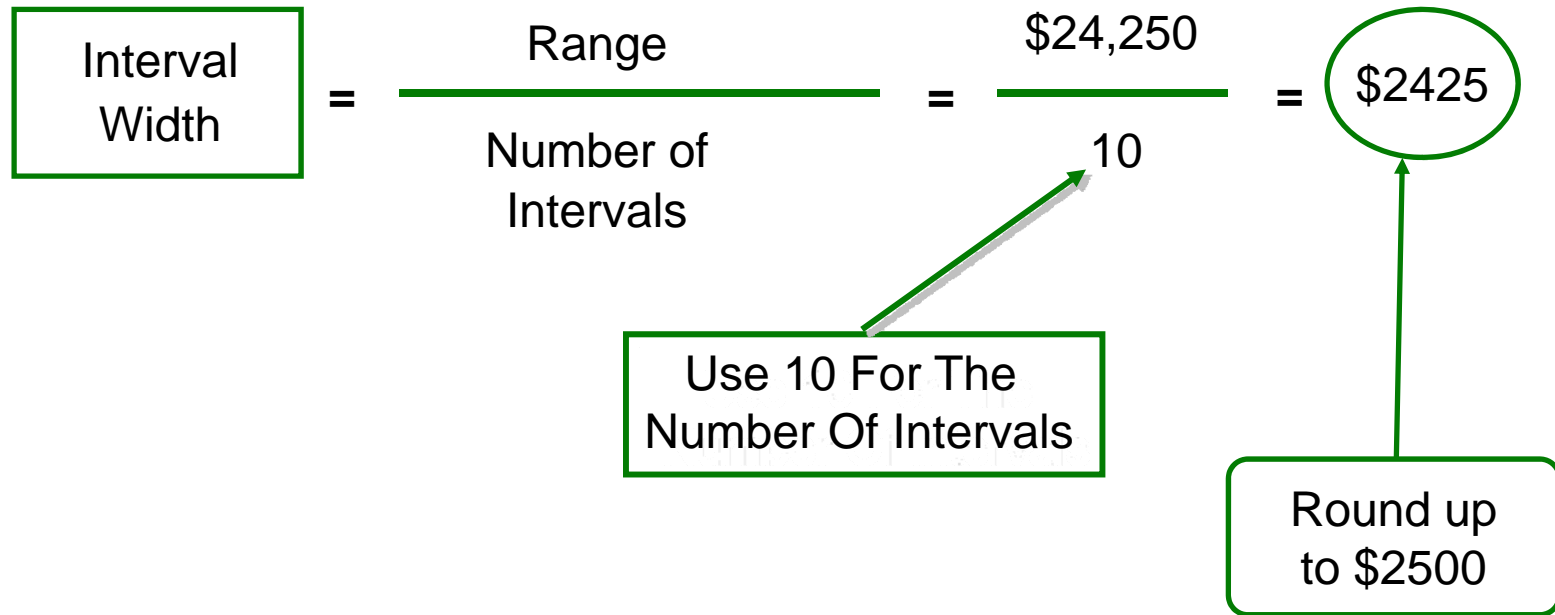 Interval
Width
=
Range
Number of
Intervals
=
$24,250
10
=
$2425
Use 10 For The
Number Of Intervals
Round up
to $2500